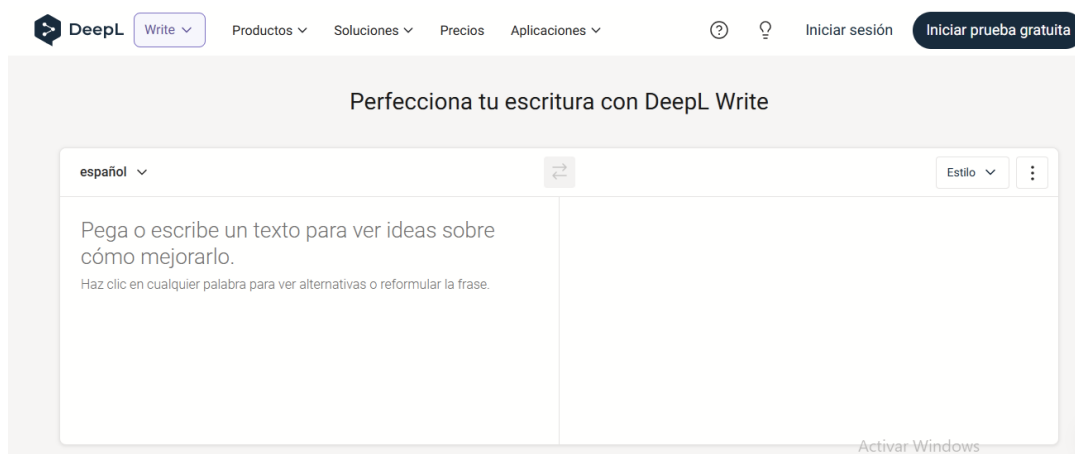 DeepL Write Productos Soluciones Precios Aplicaciones Iniciar sesión Iniciar prueba gratuita
Perfecciona tu escritura con DeepL Write
español Estilo
Pega o escribe un texto para ver ideas sobre
cómo mejorarlo.
Haz clic en cualquier palabra para ver alternativas o reformular la frase.
Activar Windows